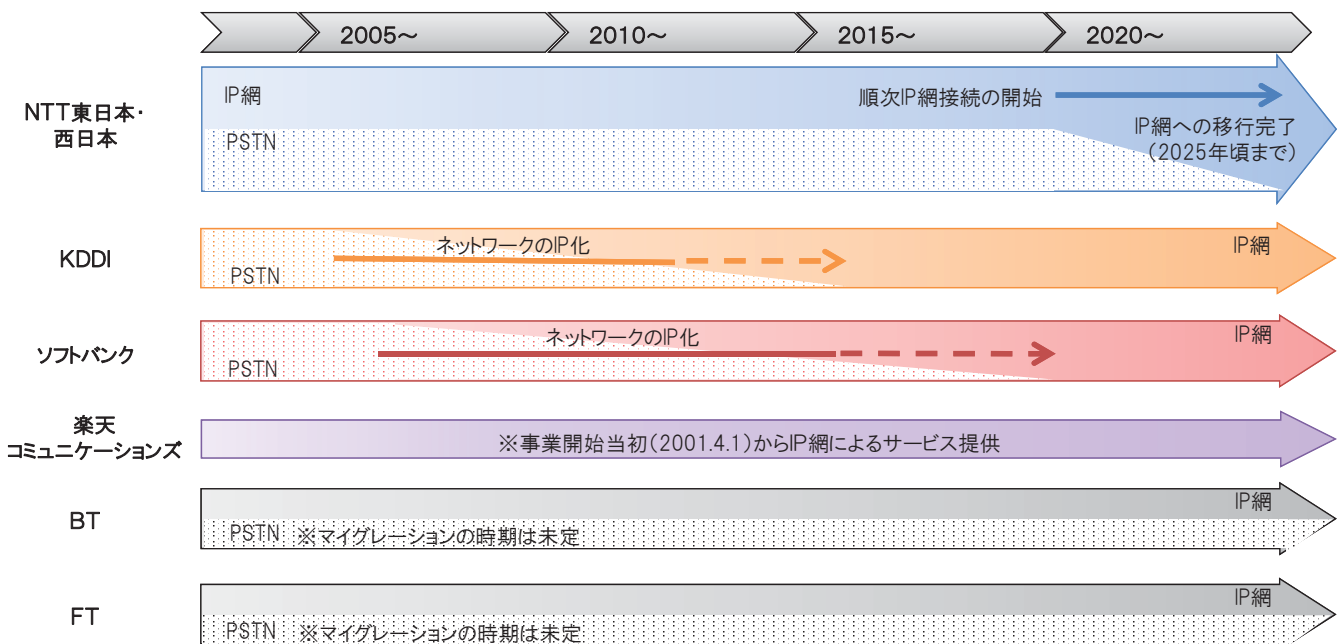 2005～
2010～
2015～
2020～
NTT東日本・
西日本
IP網
PSTN
順次IP網接続の開始
IP網への移行完了
（2025年頃まで）
KDDI
PSTN
ネットワークのIP化
IP網
ソフトバンク
PSTN
ネットワークのIP化
IP網
楽天
コミュニケーションズ
※事業開始当初（2001.4.1）からIP網によるサービス提供
BT
IP網
PSTN ※マイグレーションの時期は未定
FT
IP網
PSTN ※マイグレーションの時期は未定